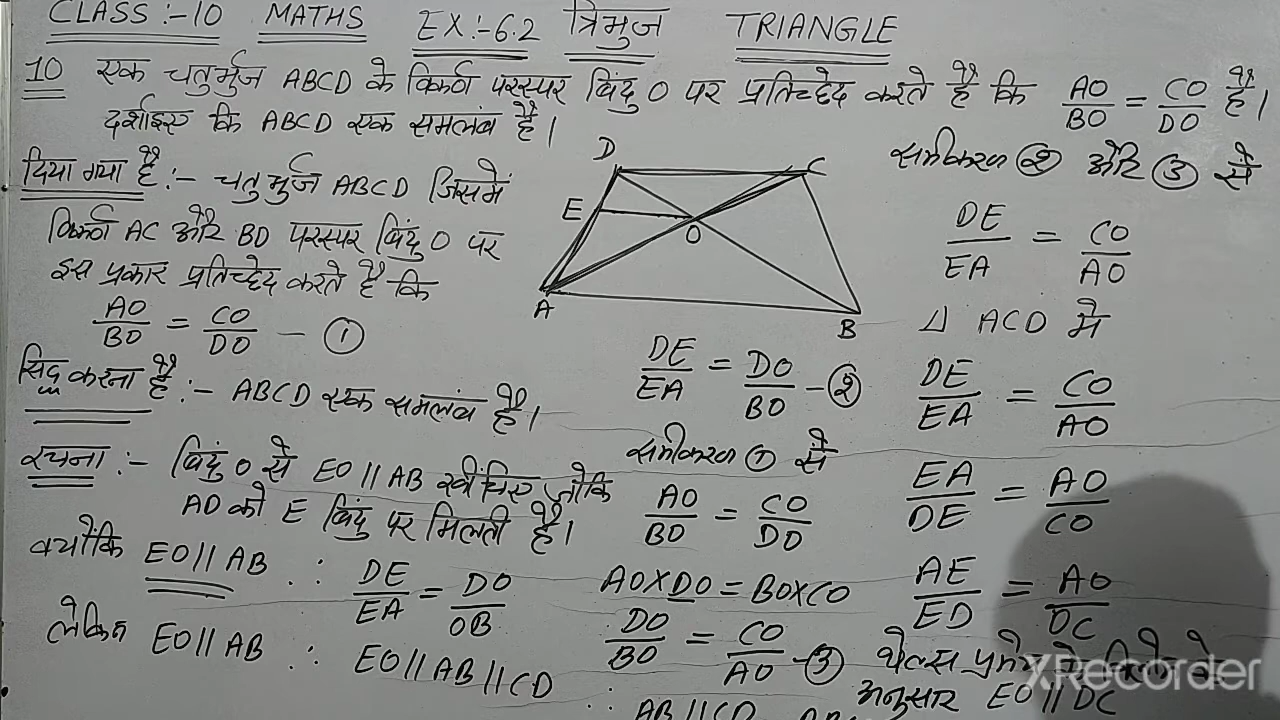 CLASS :- 10 MATHS EX:-6.2 त्रिभुज TRIANGLE
10 एक चतुर्भुज ABCD के विकर्ण परस्पर बिंदु O पर प्रतिच्छेद करते हैं कि AO/BO = CO/DO है।
दर्शाइए कि ABCD एक समलंब है।
दिया गया है :- चतुर्भुज ABCD जिसमें
विकर्ण AC और BD परस्पर बिंदु O पर
इस प्रकार प्रतिच्छेद करते हैं कि
AO/BO = CO/DO - ①
सिद्ध करना है :- ABCD एक समलंब है।
रचना :- बिंदु O से EO || AB खींचिए जोकि
AD को E बिंदु पर मिलती है।
क्योंकि EO || AB ∴ DE/EA = DO/OB
लेकिन EO || AB ∴ EO || AB || CD
D C
E O
A B
DE/EA = DO/BO - ②
समीकरण ① से
AO/BO = CO/DO
AO×DO = BO×CO
DO/BO = CO/AO - ③
∴ AB || CD
समीकरण ② और ③ से
DE/EA = CO/AO
△ ACD में
DE/EA = CO/AO
EA/DE = AO/CO
AE/ED = AO/OC
थेल्स प्रमेय के विलोम के
अनुसार EO || DC
XRecorder